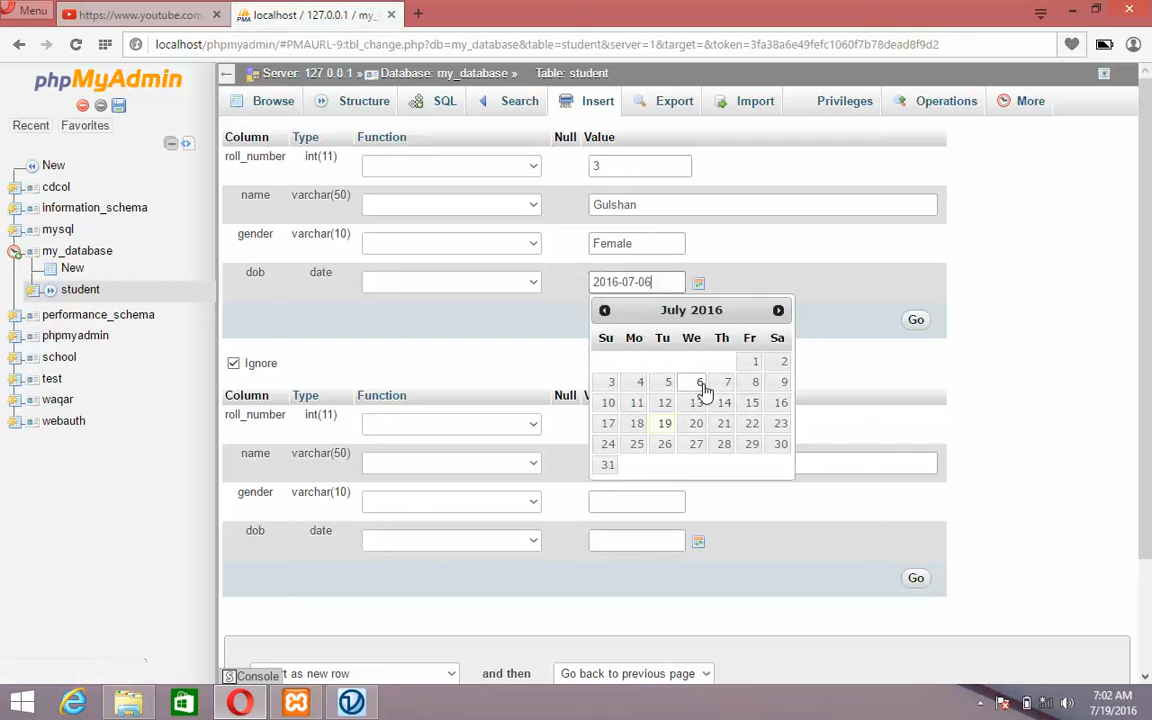 Menu https://www.youtube.com/ localhost / 127.0.0.1 / my_
localhost/phpmyadmin/#PMAURL-9:tbl_change.php?db=my_database&table=student&server=1&target=&token=3fa38a6e49fefc1060f7b78dead8f9d2
phpMyAdmin
Recent Favorites
New
cdcol
information_schema
mysql
my_database
New
student
performance_schema
phpmyadmin
school
test
waqar
webauth
Server: 127.0.0.1 » Database: my_database » Table: student
Browse Structure SQL Search Insert Export Import Privileges Operations More
Column Type Function Null Value
roll_number int(11) 3
name varchar(50) Gulshan
gender varchar(10) Female
dob date 2016-07-06
July 2016
Go
Su Mo Tu We Th Fr Sa
1 2
3 4 5 6 7 8 9
10 11 12 13 14 15 16
17 18 19 20 21 22 23
24 25 26 27 28 29 30
31
Ignore
Column Type Function Null
roll_number int(11)
name varchar(50)
gender varchar(10)
dob date
Go
Console
rt as new row and then Go back to previous page
7:02 AM
7/19/2016